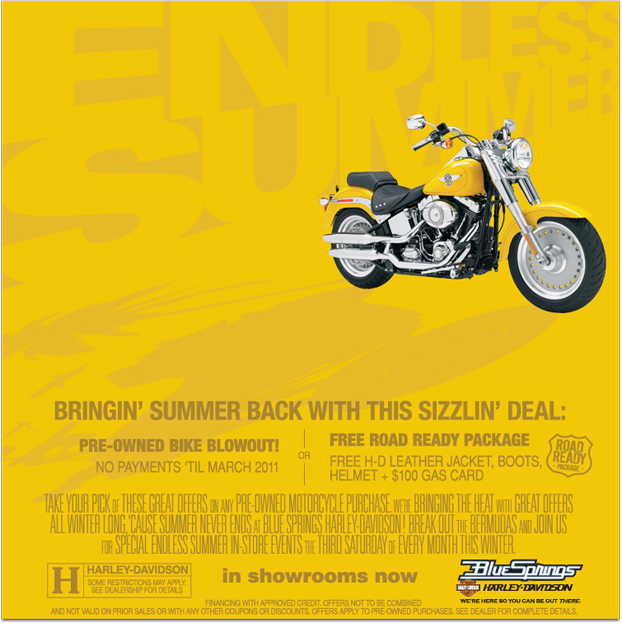 ENDLESS
SUMMER
BRINGIN' SUMMER BACK WITH THIS SIZZLIN' DEAL:
PRE-OWNED BIKE BLOWOUT!
NO PAYMENTS 'TIL MARCH 2011
OR
FREE ROAD READY PACKAGE
FREE H-D LEATHER JACKET, BOOTS,
HELMET + $100 GAS CARD
ROAD
READY
PACKAGE
TAKE YOUR PICK OF THESE GREAT OFFERS ON ANY PRE-OWNED MOTORCYCLE PURCHASE. WE'RE BRINGING THE HEAT WITH GREAT OFFERS
ALL WINTER LONG, 'CAUSE SUMMER NEVER ENDS AT BLUE SPRINGS HARLEY-DAVIDSON! BREAK OUT THE BERMUDAS AND JOIN US
FOR SPECIAL ENDLESS SUMMER IN-STORE EVENTS THE THIRD SATURDAY OF EVERY MONTH THIS WINTER.
H
HARLEY-DAVIDSON
SOME RESTRICTIONS MAY APPLY.
SEE DEALERSHIP FOR DETAILS
in showrooms now
Blue Springs
HARLEY-DAVIDSON
WE'RE HERE SO YOU CAN BE OUT THERE.
FINANCING WITH APPROVED CREDIT. OFFERS NOT TO BE COMBINED
AND NOT VALID ON PRIOR SALES OR WITH ANY OTHER COUPONS OR DISCOUNTS. OFFERS APPLY TO PRE-OWNED PURCHASES. SEE DEALER FOR COMPLETE DETAILS.